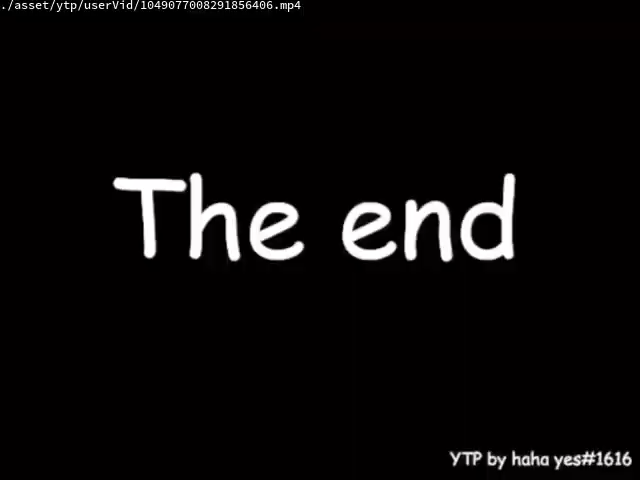 ./asset/ytp/userVid/1049077008291856406.mp4
The end
YTP by haha yes#1616